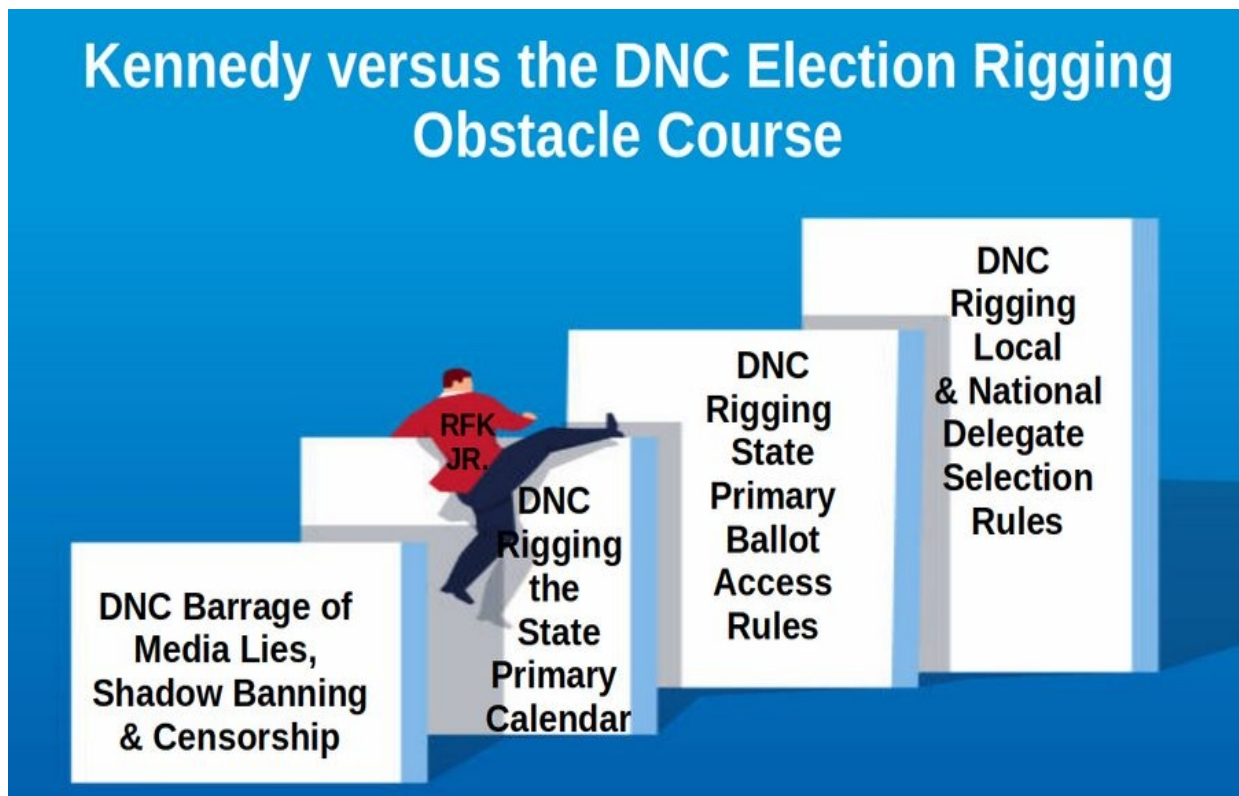 Kennedy versus the DNC Election Rigging
Obstacle Course
DNC Barrage of
Media Lies,
Shadow Banning
& Censorship
RFK
JR.
DNC
Rigging
the
State
Primary
Calendar
DNC
Rigging
State
Primary
Ballot
Access
Rules
DNC
Rigging
Local
& National
Delegate
Selection
Rules